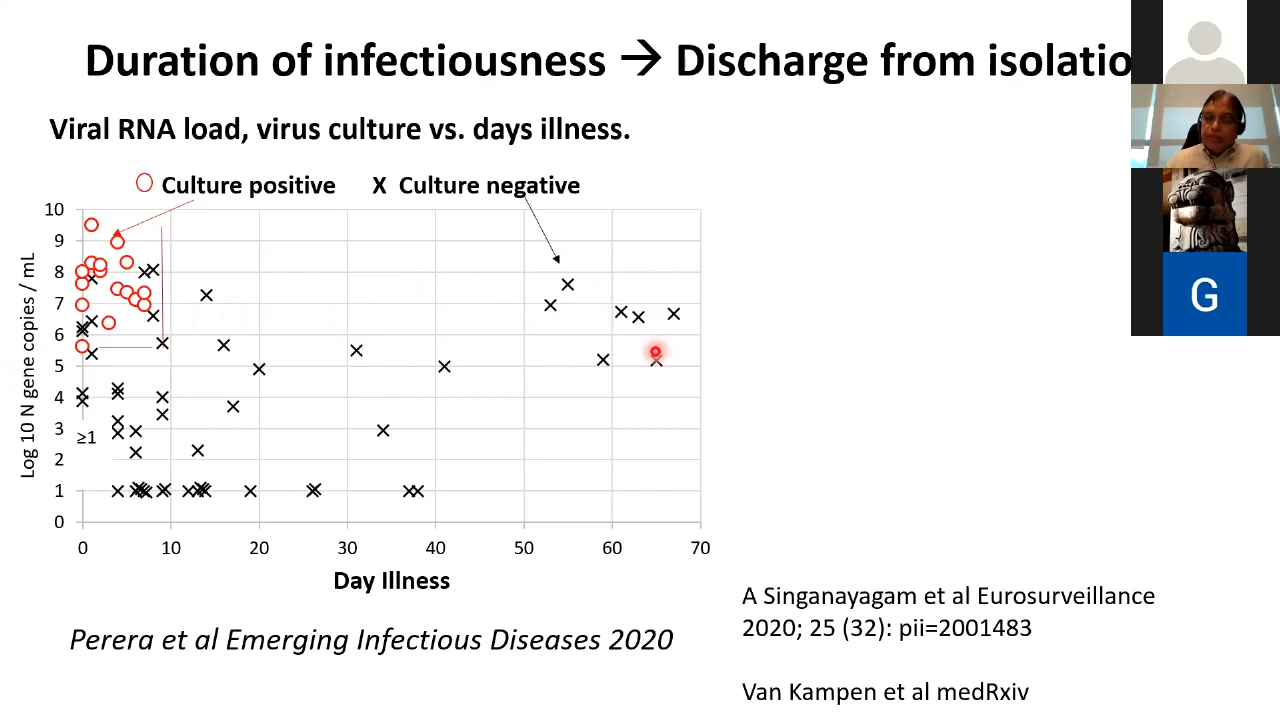 Duration of infectiousness → Discharge from isolatio
Viral RNA load, virus culture vs. days illness.
Culture positive X Culture negative
10
9
8
7
6
5
4
3
2
1
0
Log 10 N gene copies / mL
≥1
0 10 20 30 40 50 60 70
Day Illness
Perera et al Emerging Infectious Diseases 2020
A Singanayagam et al Eurosurveillance
2020; 25 (32): pii=2001483
Van Kampen et al medRxiv
G